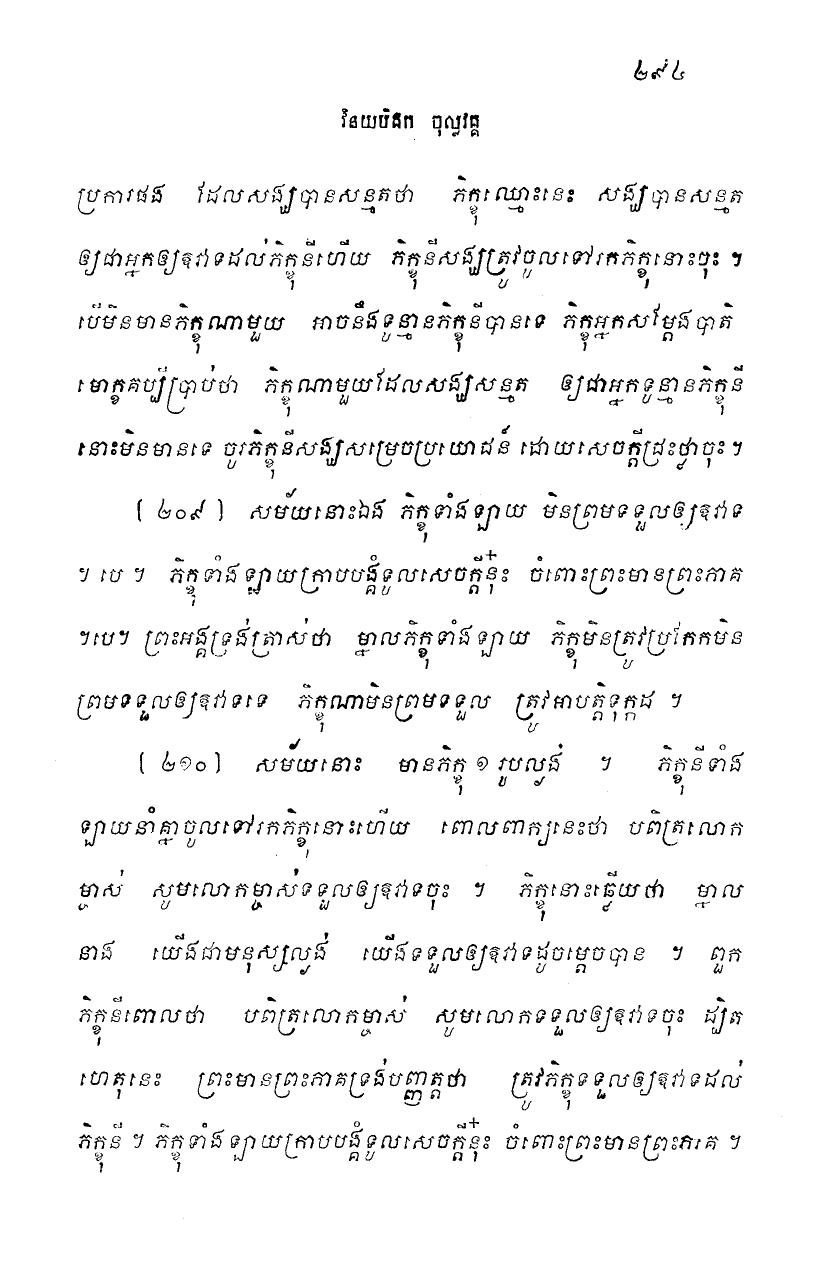 ២៩៤
វិនយបិដក ចុល្លវគ្គ
ប្រការផង ដែលសង្ឃបានសន្មតថា ភិក្ខុឈ្មោះនេះ សង្ឃបានសន្មត
ឲ្យជាអ្នកឲ្យឱវាទដល់ភិក្ខុនីហើយ ភិក្ខុនីសង្ឃត្រូវចូលទៅរកភិក្ខុនោះចុះ ។
បើមិនមានភិក្ខុណាមួយ អាចនឹងទូន្មានភិក្ខុនីបានទេ ភិក្ខុអ្នកសម្ដែងបាតិ
មោក្ខគប្បីប្រាប់ថា ភិក្ខុណាមួយដែលសង្ឃសន្មត ឲ្យជាអ្នកទូន្មានភិក្ខុនី
នោះមិនមានទេ ចូរភិក្ខុនីសង្ឃសម្រេចប្រយោជន៍ ដោយសេចក្ដីជ្រះថ្លាចុះ។
[ ២០៩ ] សម័យនោះឯង ភិក្ខុទាំងឡាយ មិនព្រមទទួលឲ្យឱវាទ
។ បេ ។ ភិក្ខុទាំងឡាយក្រាបបង្គំទូលសេចក្ដីនុ៎ះ ចំពោះព្រះមានព្រះភាគ
។បេ។ ព្រះអង្គទ្រង់ត្រាស់ថា ម្នាលភិក្ខុទាំងឡាយ ភិក្ខុមិនត្រូវប្រកែកមិន
ព្រមទទួលឲ្យឱវាទទេ ភិក្ខុណាមិនព្រមទទួល ត្រូវអាបត្តិទុក្កដ ។
[ ២១០ ] សម័យនោះ មានភិក្ខុ ១ រូបល្ងង់ ។ ភិក្ខុនីទាំង
ឡាយនាំគ្នាចូលទៅរកភិក្ខុនោះហើយ ពោលពាក្យនេះថា បពិត្រលោក
ម្ចាស់ សូមលោកម្ចាស់ទទួលឲ្យឱវាទចុះ ។ ភិក្ខុនោះឆ្លើយថា ម្នាល
នាង យើងជាមនុស្សល្ងង់ យើងទទួលឲ្យឱវាទដូចម្ដេចបាន ។ ពួក
ភិក្ខុនីពោលថា បពិត្រលោកម្ចាស់ សូមលោកទទួលឲ្យឱវាទចុះ ដ្បិត
ហេតុនេះ ព្រះមានព្រះភាគទ្រង់បញ្ញត្តថា ត្រូវភិក្ខុទទួលឲ្យឱវាទដល់
ភិក្ខុនី ។ ភិក្ខុទាំងឡាយក្រាបបង្គំទូលសេចក្ដីនុ៎ះ ចំពោះព្រះមានព្រះភាគ ។